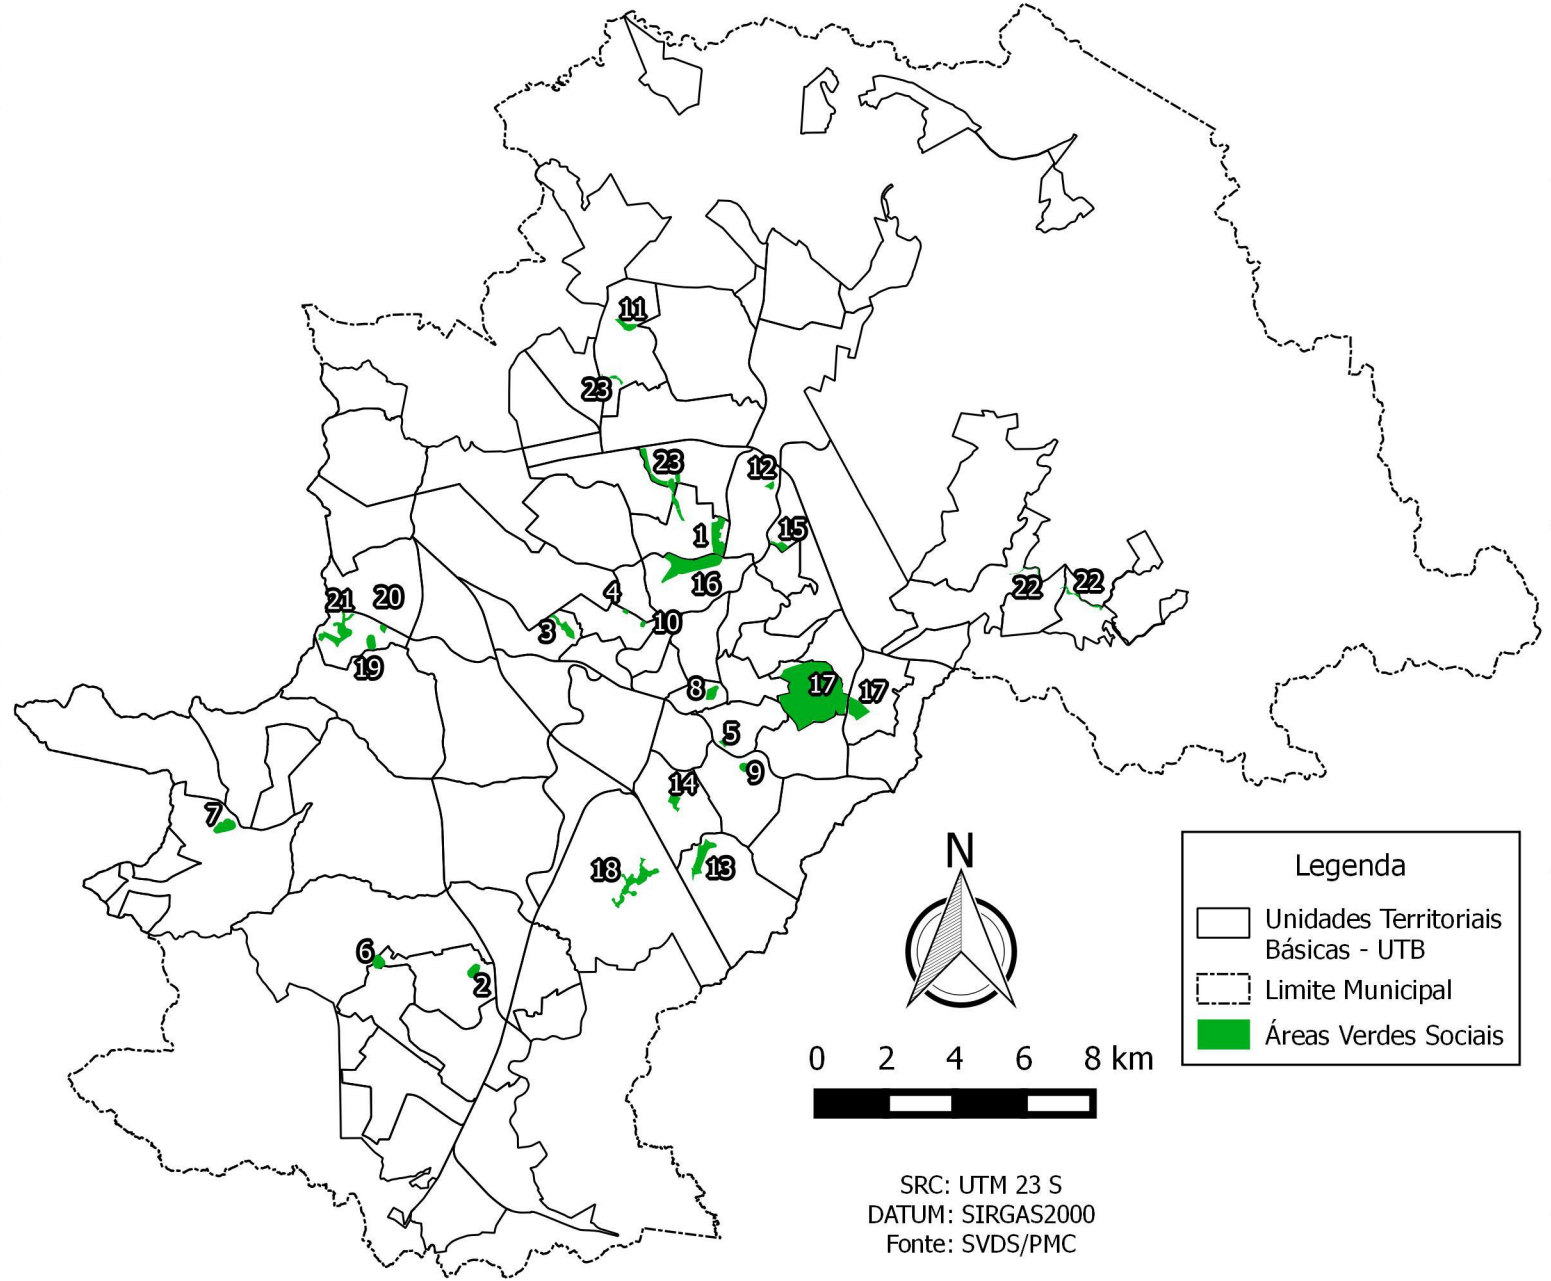 11
23
23
12
1
15
16
4
10
3
22
22
20
21
19
17
17
8
5
9
14
7
18
13
6
2
N
0 2 4 6 8 km
Legenda
Unidades Territoriais
Básicas - UTB
Limite Municipal
Áreas Verdes Sociais
SRC: UTM 23 S
DATUM: SIRGAS2000
Fonte: SVDS/PMC